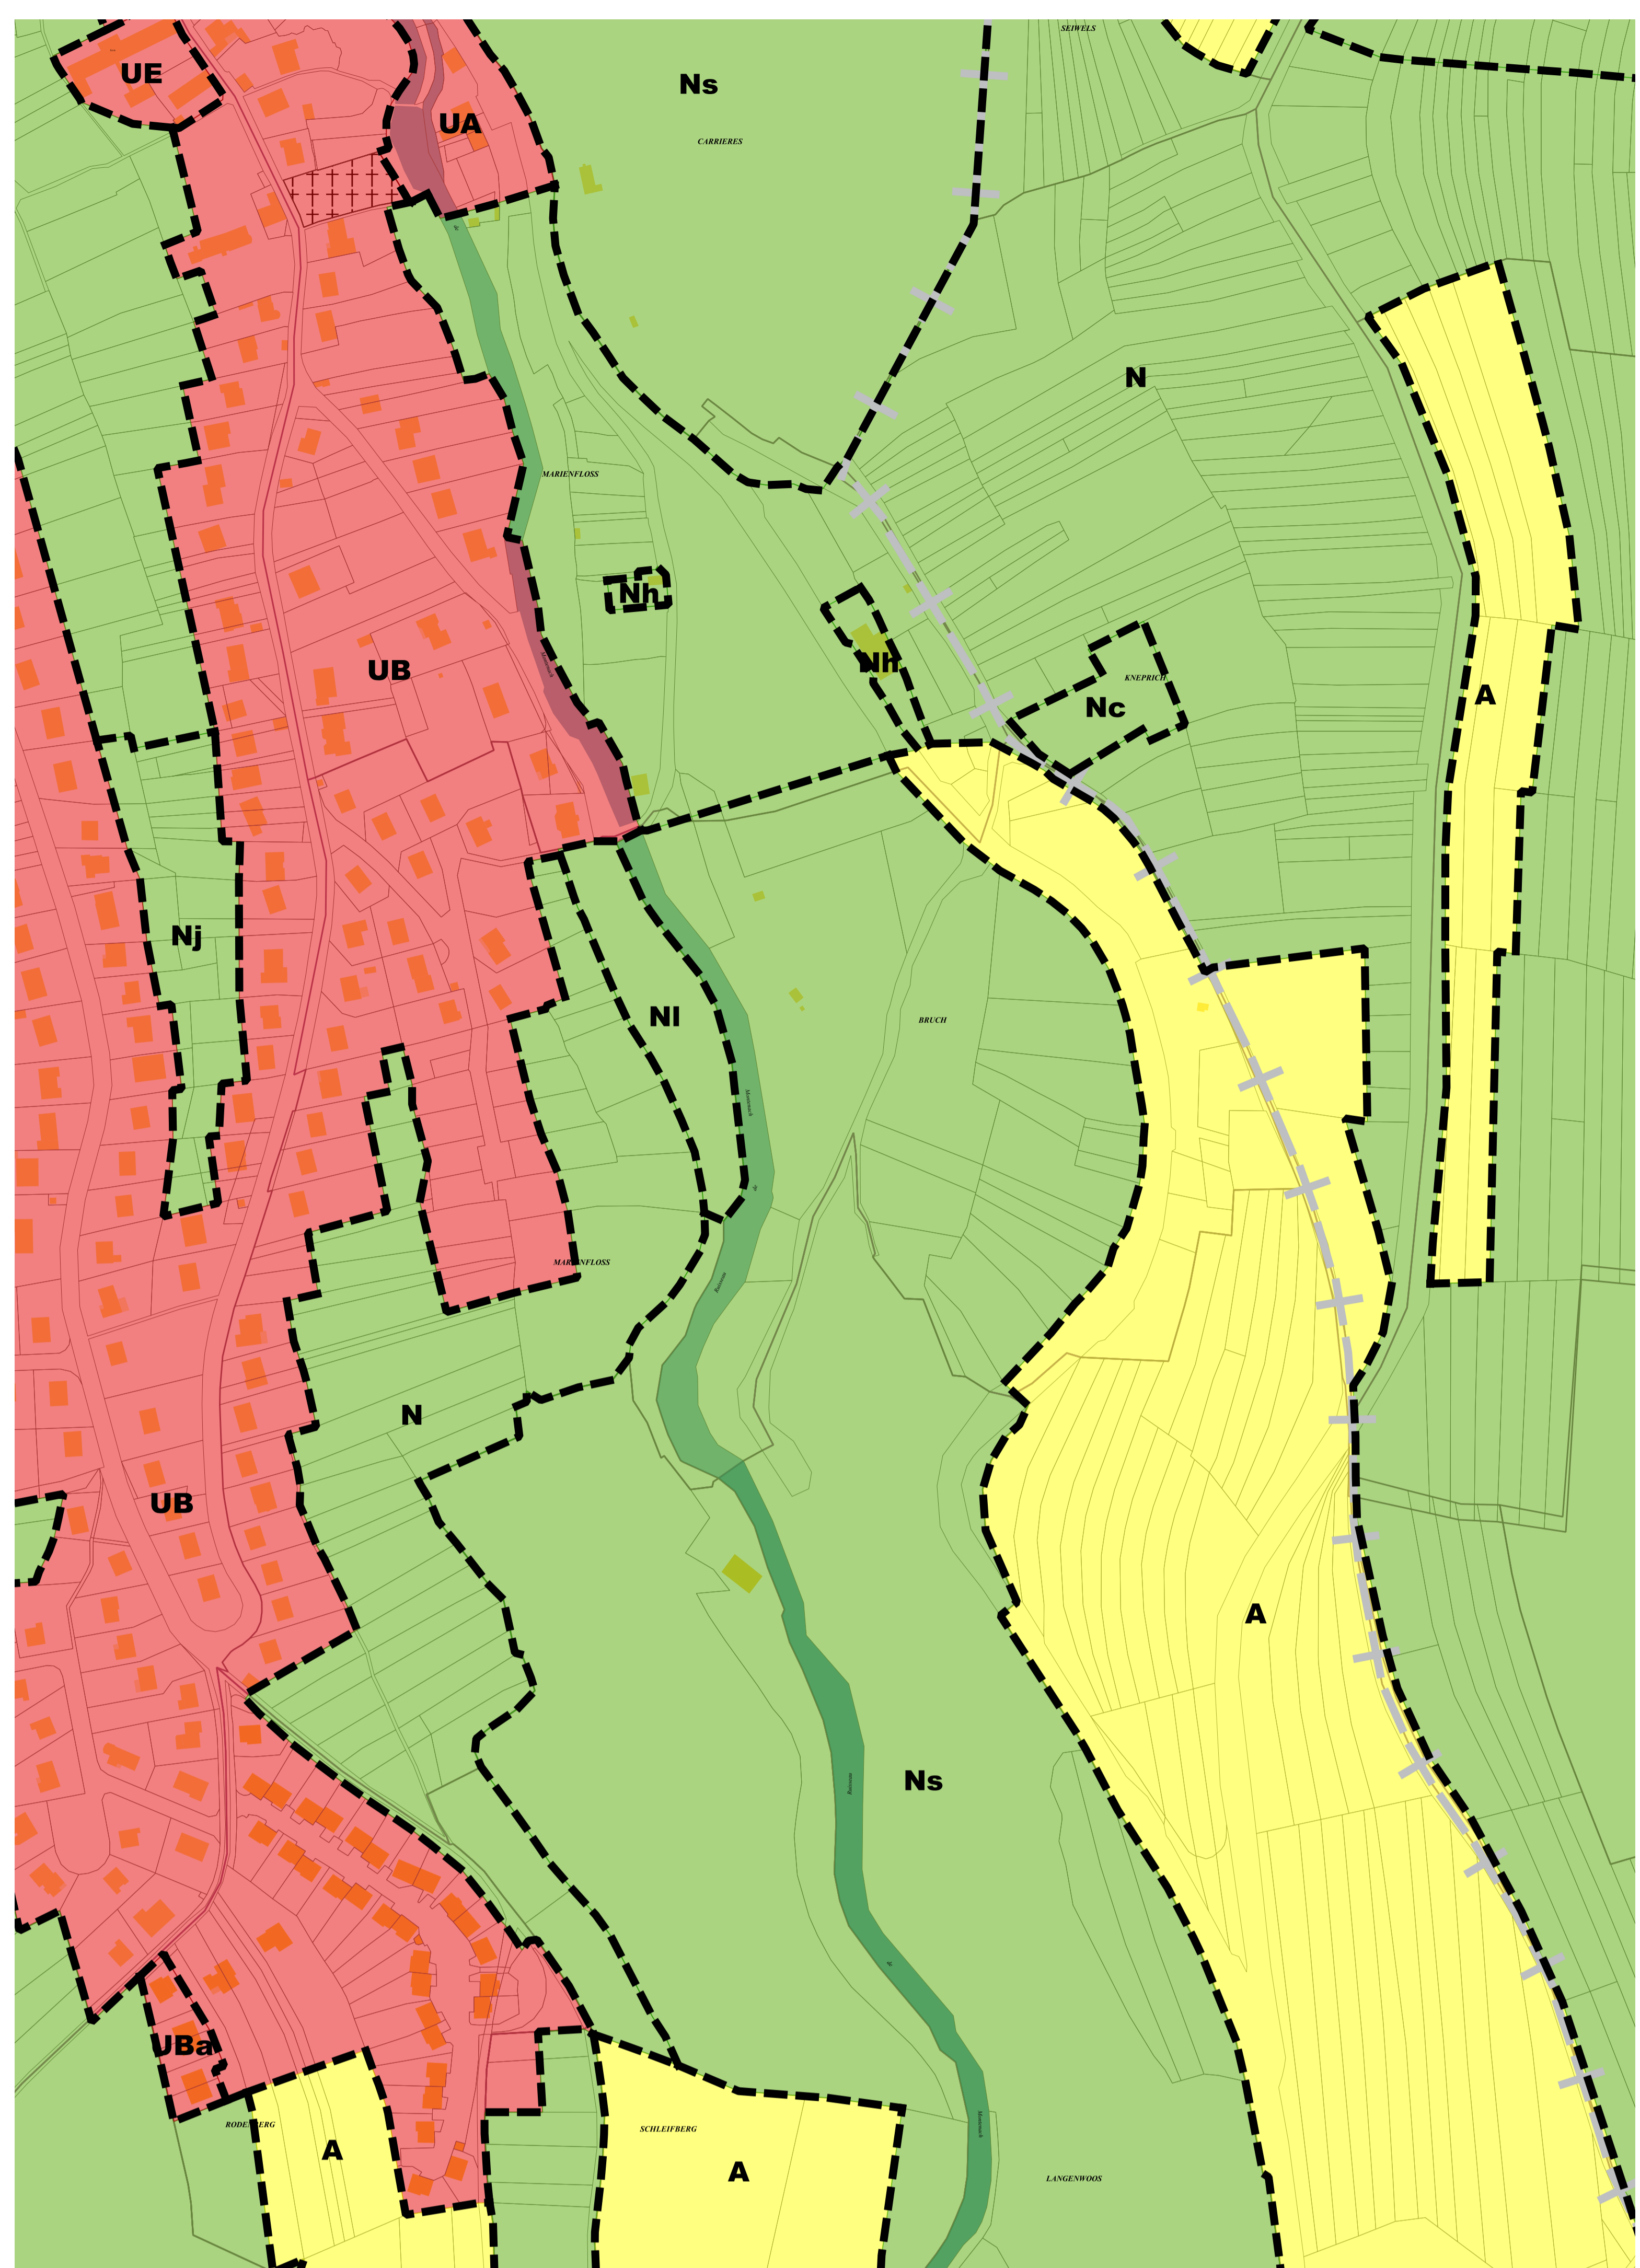 SEIWELS
UE
Ns
UA
CARRIERES
N
MARIENFLOSS
Nh
Nh
UB
KNEPRICH
A
Nc
Nj
Nl
BRUCH
MARIENFLOSS
N
UB
A
Ns
UBa
RODENBERG
SCHLEIFBERG
A
A
LANGENWOOS